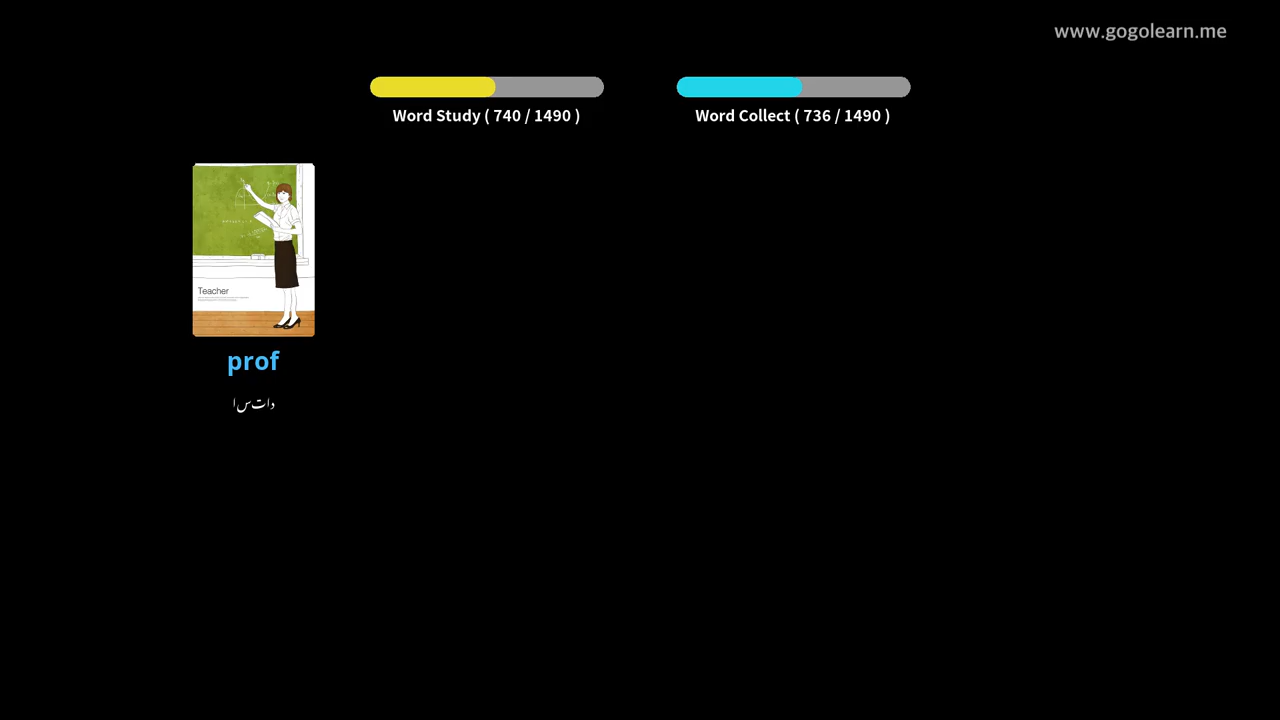 www.gogolearn.me
Word Study ( 740 / 1490 )
Word Collect ( 736 / 1490 )
Teacher
prof
استاد